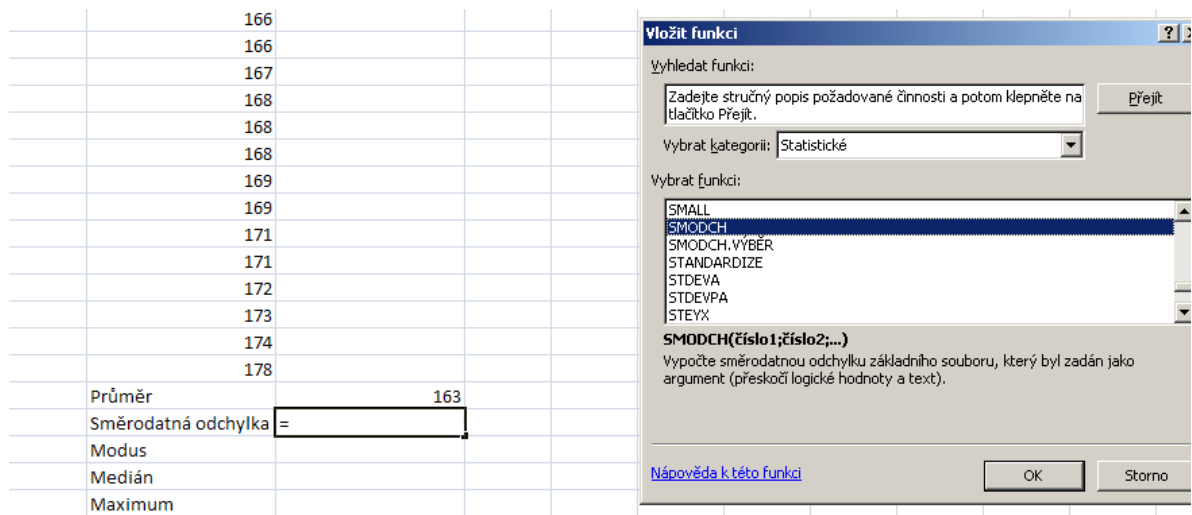 166
166
167
168
168
168
169
169
171
171
172
173
174
178
Průměr 163
Směrodatná odchylka =
Modus
Medián
Maximum
Vložit funkci
Vyhledat funkci:
Zadejte stručný popis požadované činnosti a potom klepněte na
tlačítko Přejít.
Přejít
Vybrat kategorii: Statistické
Vybrat funkci:
SMALL
SMODCH
SMODCH.VÝBĚR
STANDARDIZE
STDEVA
STDEVPA
STEYX
SMODCH(číslo1;číslo2;...)
Vypočte směrodatnou odchylku základního souboru, který byl zadán jako
argument (přeskočí logické hodnoty a text).
Nápověda k této funkci
OK
Storno